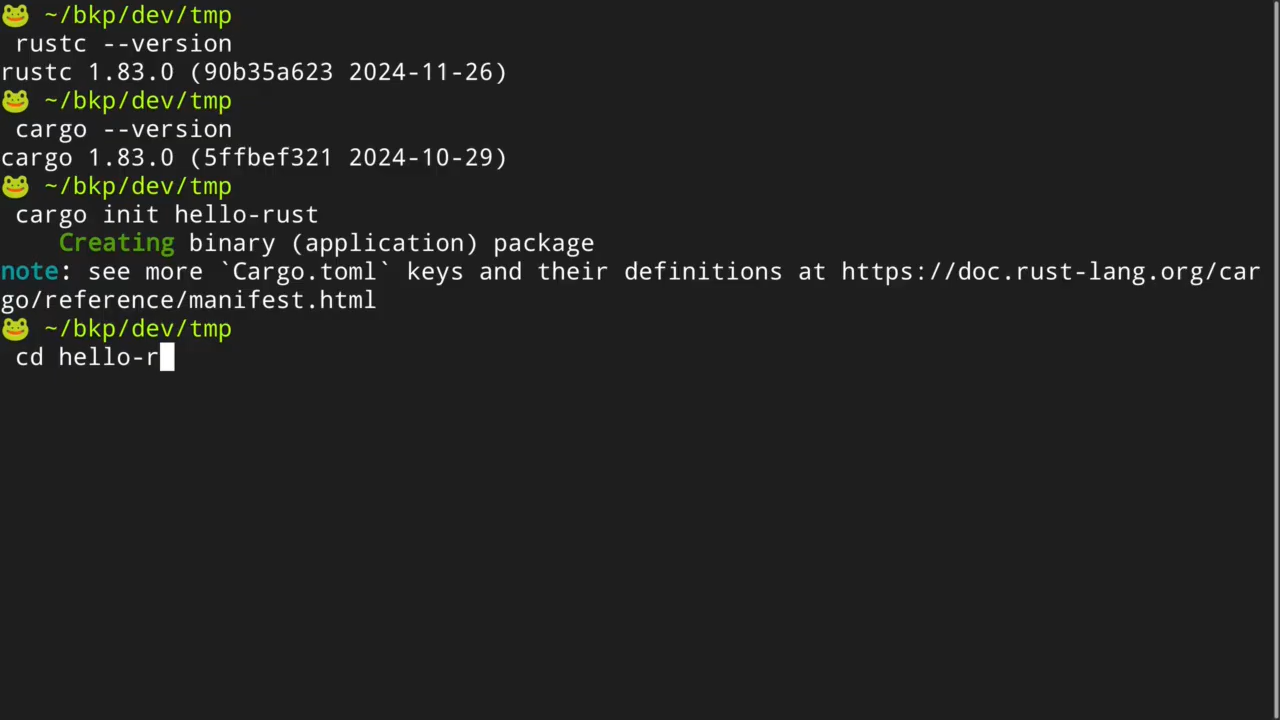 🐸 ~/bkp/dev/tmp
rustc --version
rustc 1.83.0 (90b35a623 2024-11-26)
🐸 ~/bkp/dev/tmp
cargo --version
cargo 1.83.0 (5ffbef321 2024-10-29)
🐸 ~/bkp/dev/tmp
cargo init hello-rust
Creating binary (application) package
note: see more `Cargo.toml` keys and their definitions at https://doc.rust-lang.org/car
go/reference/manifest.html
🐸 ~/bkp/dev/tmp
cd hello-r